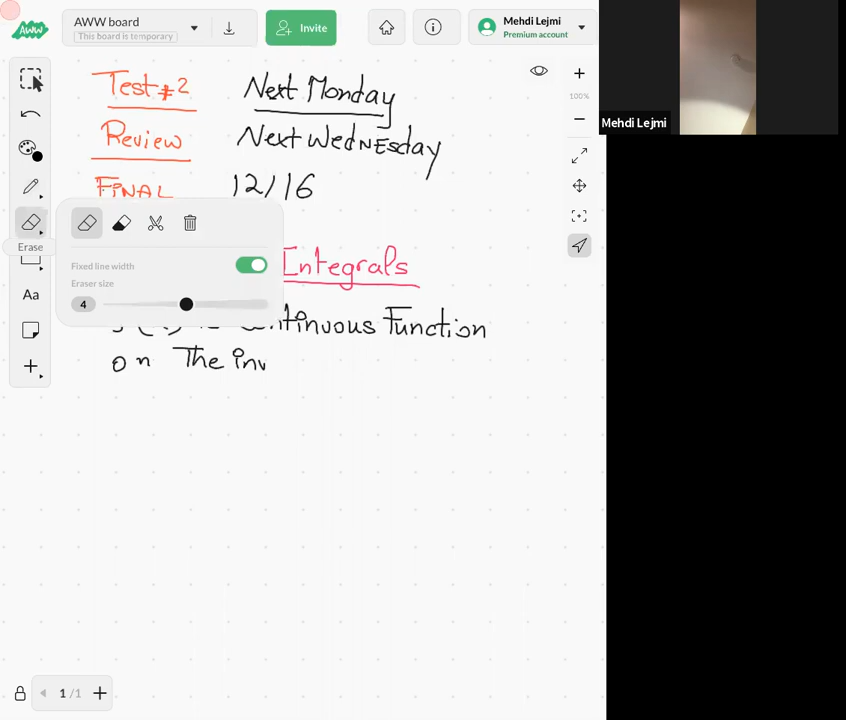 AWW
AWW board
This board is temporary
Invite
Mehdi Lejmi
Premium account
Mehdi Lejmi
100%
Test #2 Next Monday
Review Next WEdNEsday
FINAL 12/16
Erase
Fixed line width
Eraser size
4
Integrals
Continuous Function
on The inv
Aa
1 /1